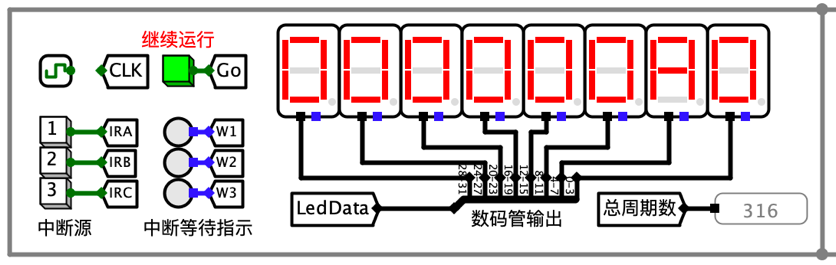 继续运行
CLK
Go
000000A0
1 IRA W1
2 IRB W2
3 IRC W3
中断源
中断等待指示
28-31 24-27 20-23 16-19 12-15 8-11 4-7 0-3
LedData
数码管输出
总周期数
316